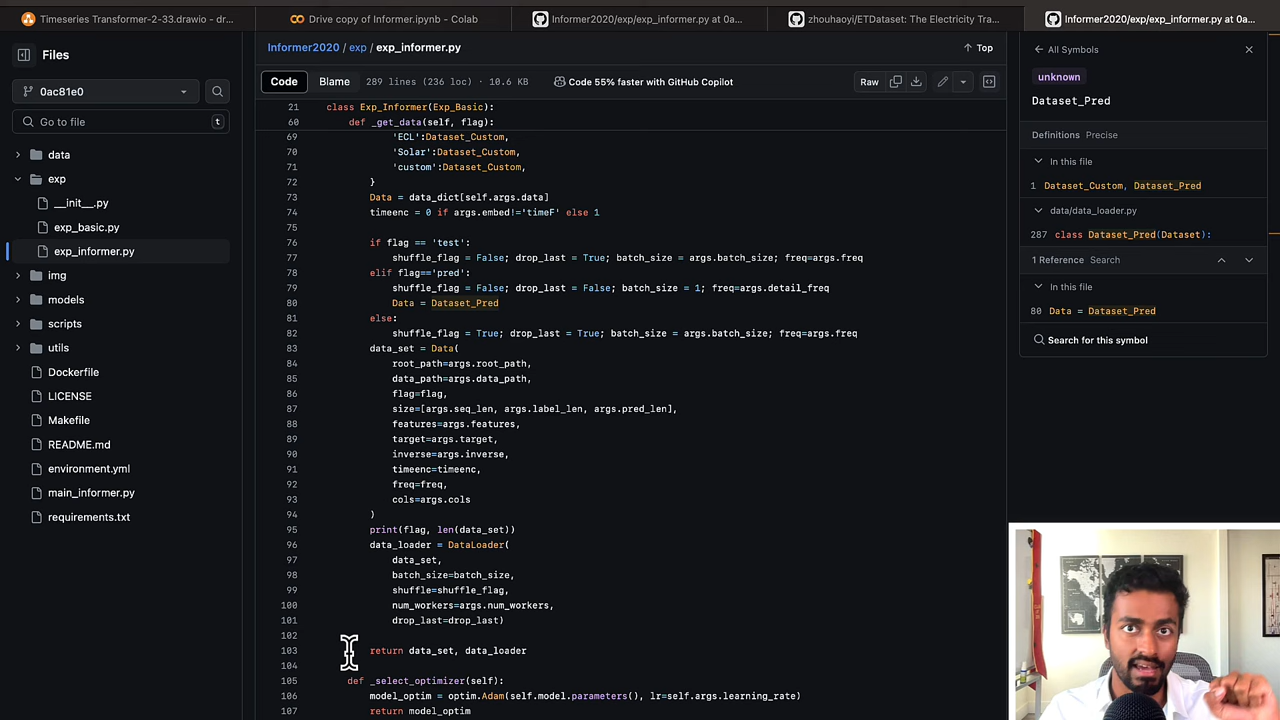 Timeseries Transformer-2-33.drawio - dr...
Drive copy of Informer.ipynb - Colab
Informer2020/exp/exp_informer.py at 0a...
zhouhaoyi/ETDataset: The Electricity Tra...
Informer2020/exp/exp_informer.py at 0a...
Files
0ac81e0
Go to file
t
data
exp
__init__.py
exp_basic.py
exp_informer.py
img
models
scripts
utils
Dockerfile
LICENSE
Makefile
README.md
environment.yml
main_informer.py
requirements.txt
Informer2020 / exp / exp_informer.py
Top
Code
Blame
289 lines (236 loc) · 10.6 KB
Code 55% faster with GitHub Copilot
Raw
21 class Exp_Informer(Exp_Basic):
60 def _get_data(self, flag):
69 'ECL':Dataset_Custom,
70 'Solar':Dataset_Custom,
71 'custom':Dataset_Custom,
72 }
73 Data = data_dict[self.args.data]
74 timeenc = 0 if args.embed!='timeF' else 1
75
76 if flag == 'test':
77 shuffle_flag = False; drop_last = True; batch_size = args.batch_size; freq=args.freq
78 elif flag=='pred':
79 shuffle_flag = False; drop_last = False; batch_size = 1; freq=args.detail_freq
80 Data = Dataset_Pred
81 else:
82 shuffle_flag = True; drop_last = True; batch_size = args.batch_size; freq=args.freq
83 data_set = Data(
84 root_path=args.root_path,
85 data_path=args.data_path,
86 flag=flag,
87 size=[args.seq_len, args.label_len, args.pred_len],
88 features=args.features,
89 target=args.target,
90 inverse=args.inverse,
91 timeenc=timeenc,
92 freq=freq,
93 cols=args.cols
94 )
95 print(flag, len(data_set))
96 data_loader = DataLoader(
97 data_set,
98 batch_size=batch_size,
99 shuffle=shuffle_flag,
100 num_workers=args.num_workers,
101 drop_last=drop_last)
102
103 return data_set, data_loader
104
105 def _select_optimizer(self):
106 model_optim = optim.Adam(self.model.parameters(), lr=self.args.learning_rate)
107 return model_optim
All Symbols
unknown
Dataset_Pred
Definitions Precise
In this file
1 Dataset_Custom, Dataset_Pred
data/data_loader.py
287 class Dataset_Pred(Dataset):
1 Reference Search
In this file
80 Data = Dataset_Pred
Search for this symbol